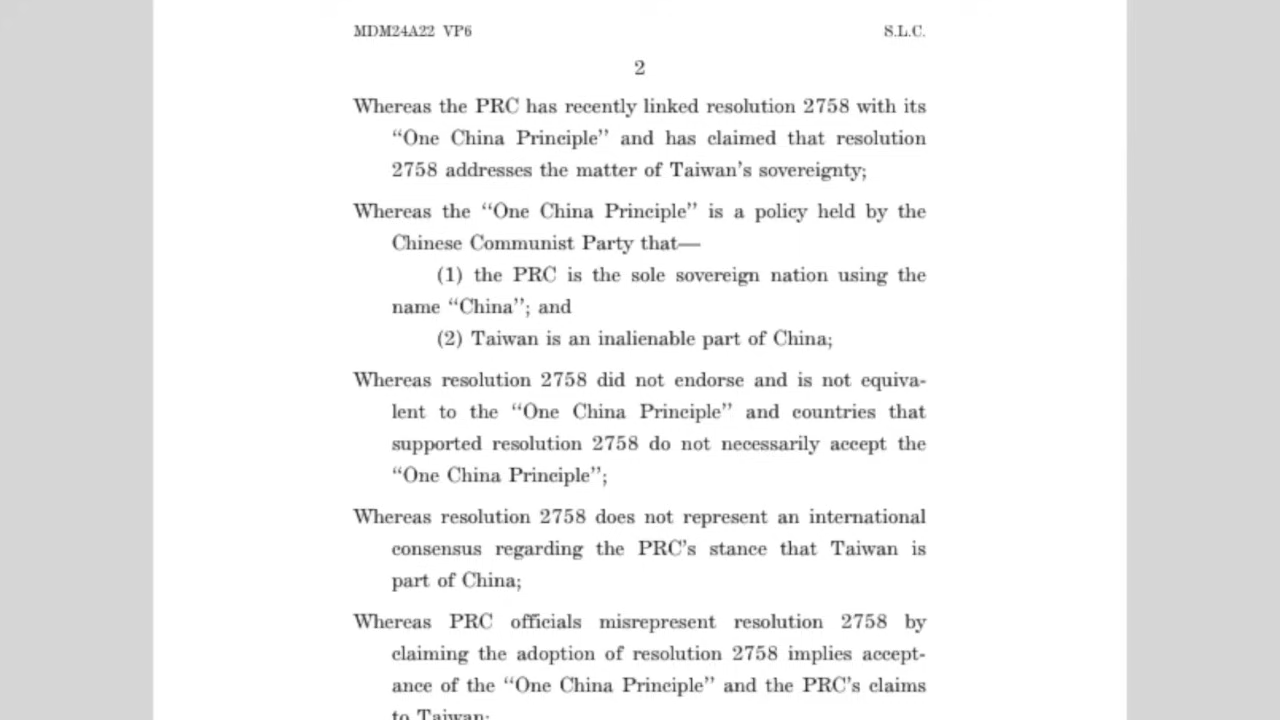 MDM24A22 VP6
S.L.C.
2
Whereas the PRC has recently linked resolution 2758 with its
“One China Principle” and has claimed that resolution
2758 addresses the matter of Taiwan’s sovereignty;
Whereas the “One China Principle” is a policy held by the
Chinese Communist Party that—
(1) the PRC is the sole sovereign nation using the
name “China”; and
(2) Taiwan is an inalienable part of China;
Whereas resolution 2758 did not endorse and is not equiva-
lent to the “One China Principle” and countries that
supported resolution 2758 do not necessarily accept the
“One China Principle”;
Whereas resolution 2758 does not represent an international
consensus regarding the PRC’s stance that Taiwan is
part of China;
Whereas PRC officials misrepresent resolution 2758 by
claiming the adoption of resolution 2758 implies accept-
ance of the “One China Principle” and the PRC’s claims
to Taiwan;